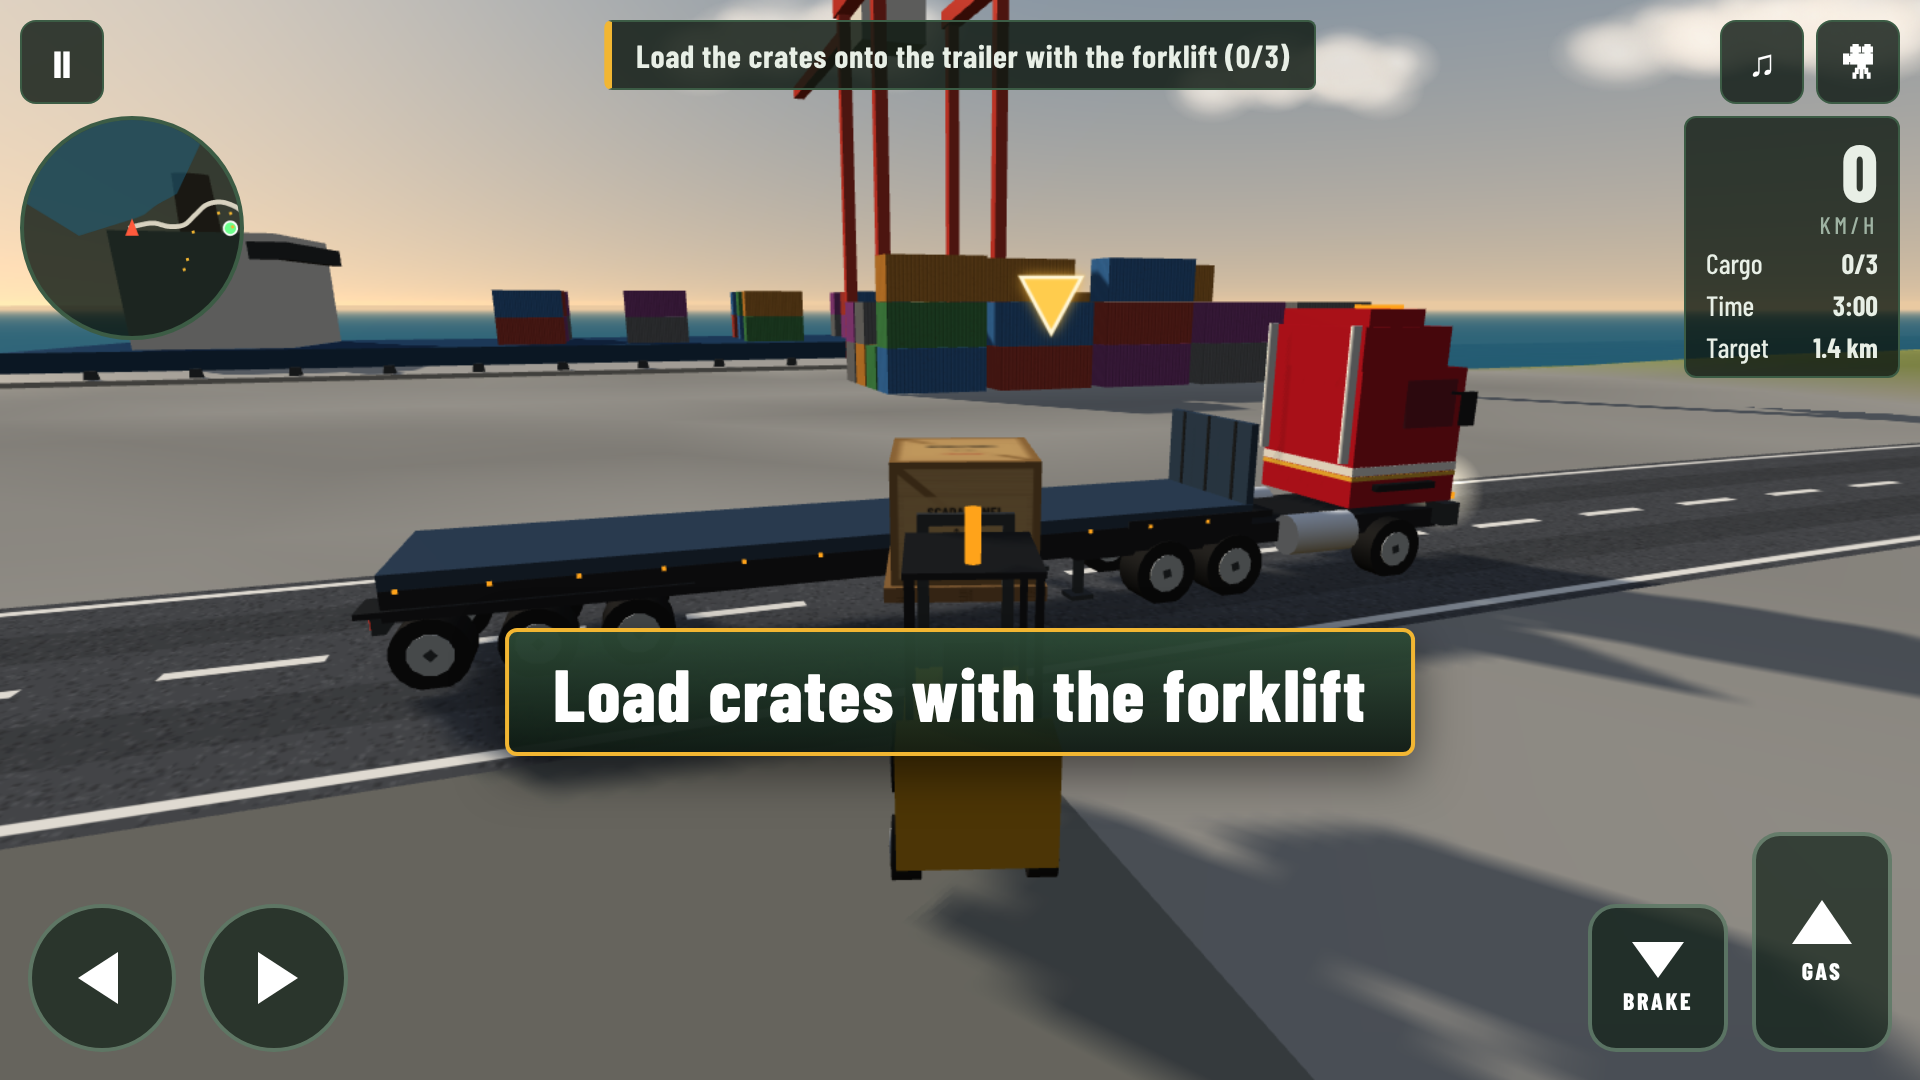 Load the crates onto the trailer with the forklift (0/3)
0
KM/H
Cargo 0/3
Time 3:00
Target 1.4 km
Load crates with the forklift
BRAKE
GAS